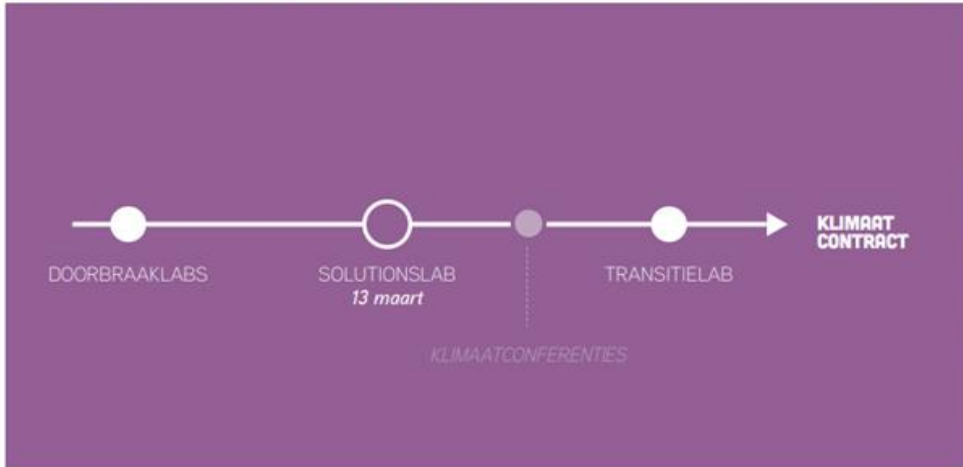 DOORBRAAKLABS
SOLUTIONSLAB
13 maart
KLIMAATCONFERENTIES
TRANSITIELAB
KLIMAAT
CONTRACT